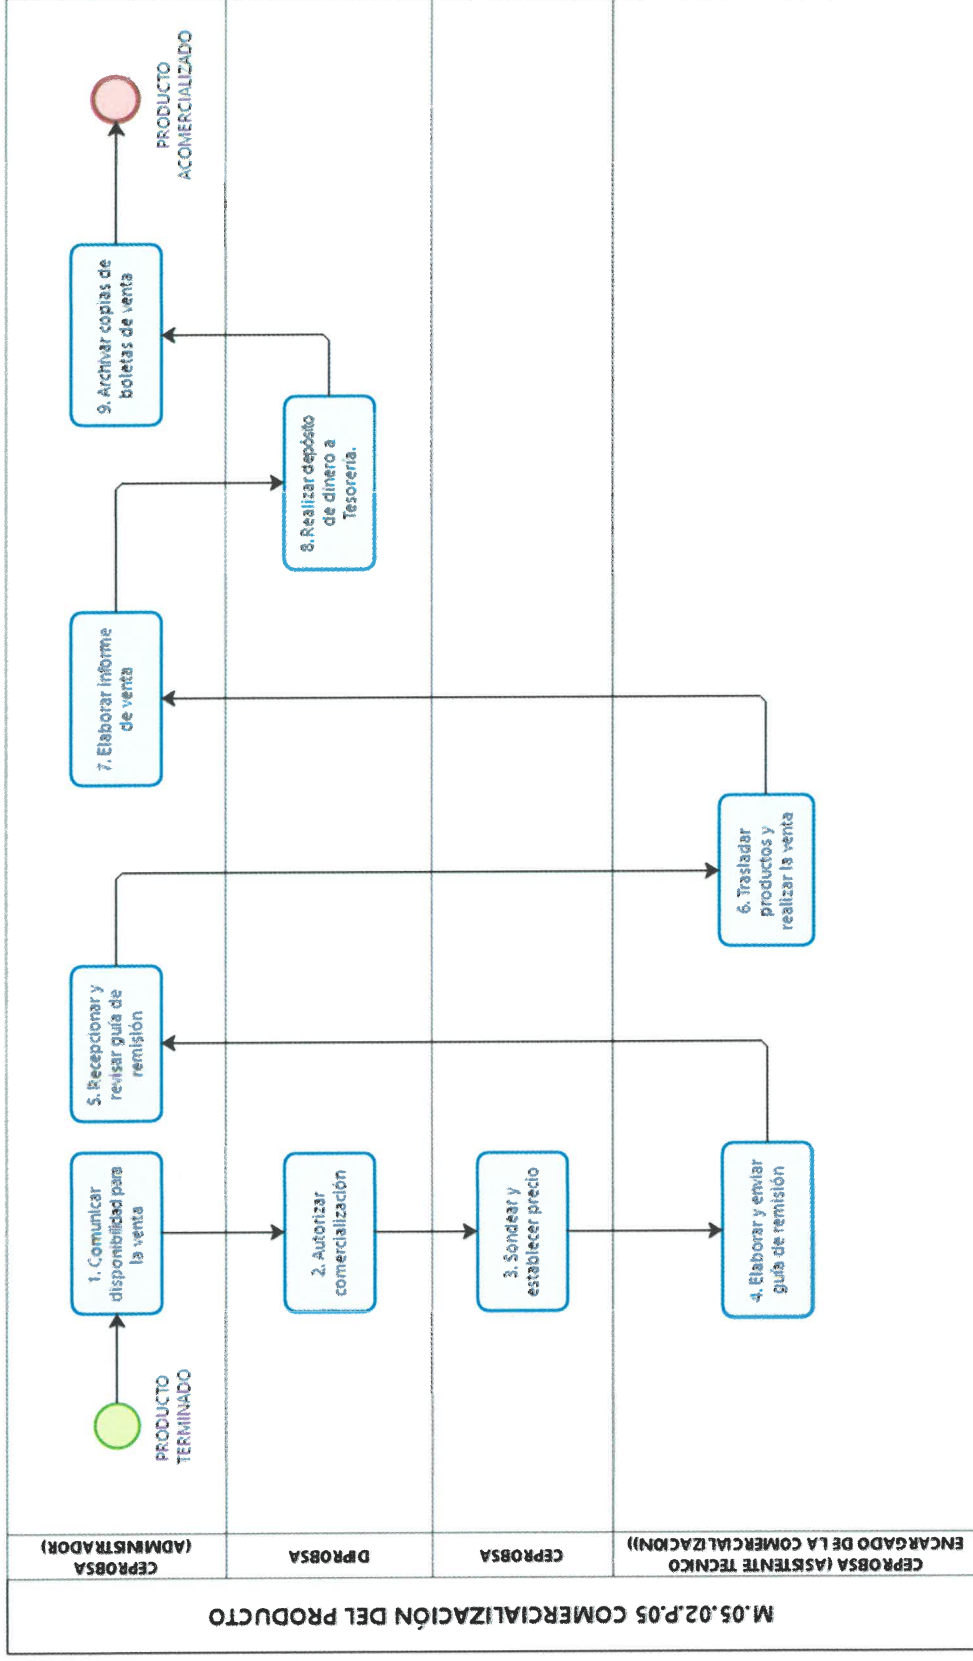 M.05.02.P.05 COMERCIALIZACIÓN DEL PRODUCTO
CEPROBSA
(ADMINISTRADOR)
PRODUCTO
TERMINADO
1. Comunicar
disponibilidad para
la venta
5. Recepcionar y
revisar guía de
remisión
7. Elaborar informe
de venta
9. Archivar copias de
boletas de venta
PRODUCTO
ACOMERCIALIZADO
DIPROBSA
2. Autorizar
comercialización
8. Realizar depósito
de dinero a
Tesorería.
CEPROBSA
3. Sondear y
establecer precio
CEPROBSA (ASISTENTE TECNICO
ENCARGADO DE LA COMERCIALIZACION))
4. Elaborar y enviar
guía de remisión
6. Trasladar
productos y
realizar la venta